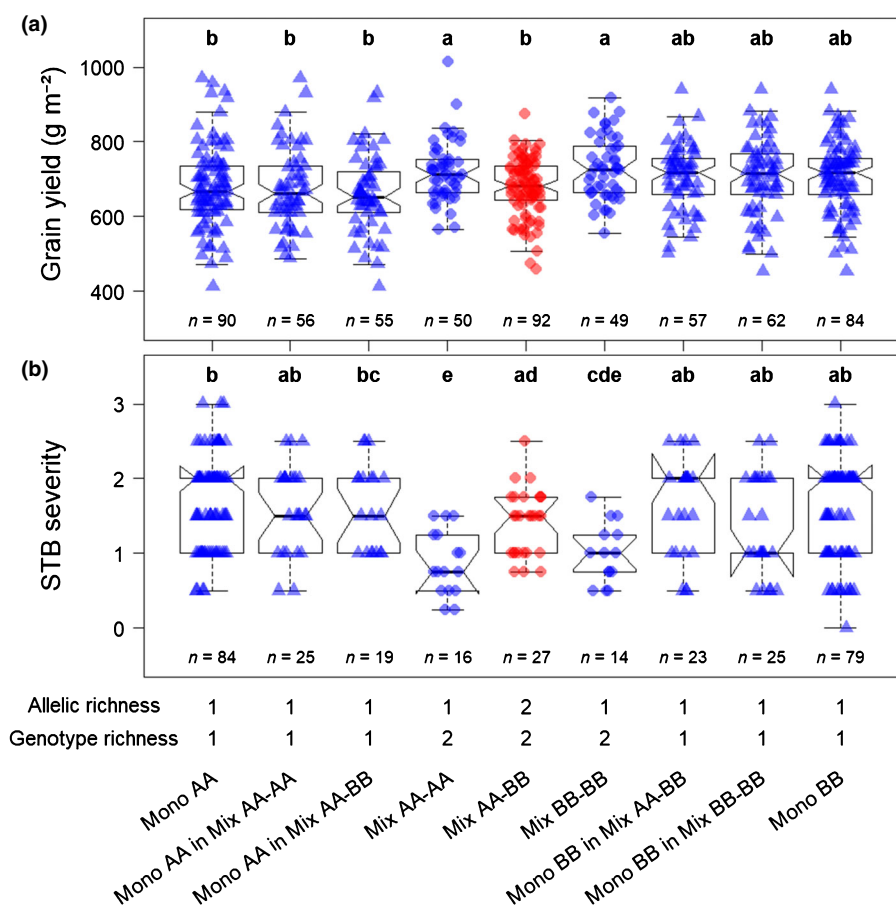 (a)
b b b a b a ab ab ab
Grain yield (g m⁻²)
1000
800
600
400
n = 90 n = 56 n = 55 n = 50 n = 92 n = 49 n = 57 n = 62 n = 84
(b)
b ab bc e ad cde ab ab ab
STB severity
3
2
1
0
n = 84 n = 25 n = 19 n = 16 n = 27 n = 14 n = 23 n = 25 n = 79
Allelic richness 1 1 1 1 2 1 1 1 1
Genotype richness 1 1 1 2 2 2 1 1 1
Mono AA
Mono AA in Mix AA-AA
Mono AA in Mix AA-BB
Mix AA-AA
Mix AA-BB
Mix BB-BB
Mono BB in Mix AA-BB
Mono BB in Mix BB-BB
Mono BB